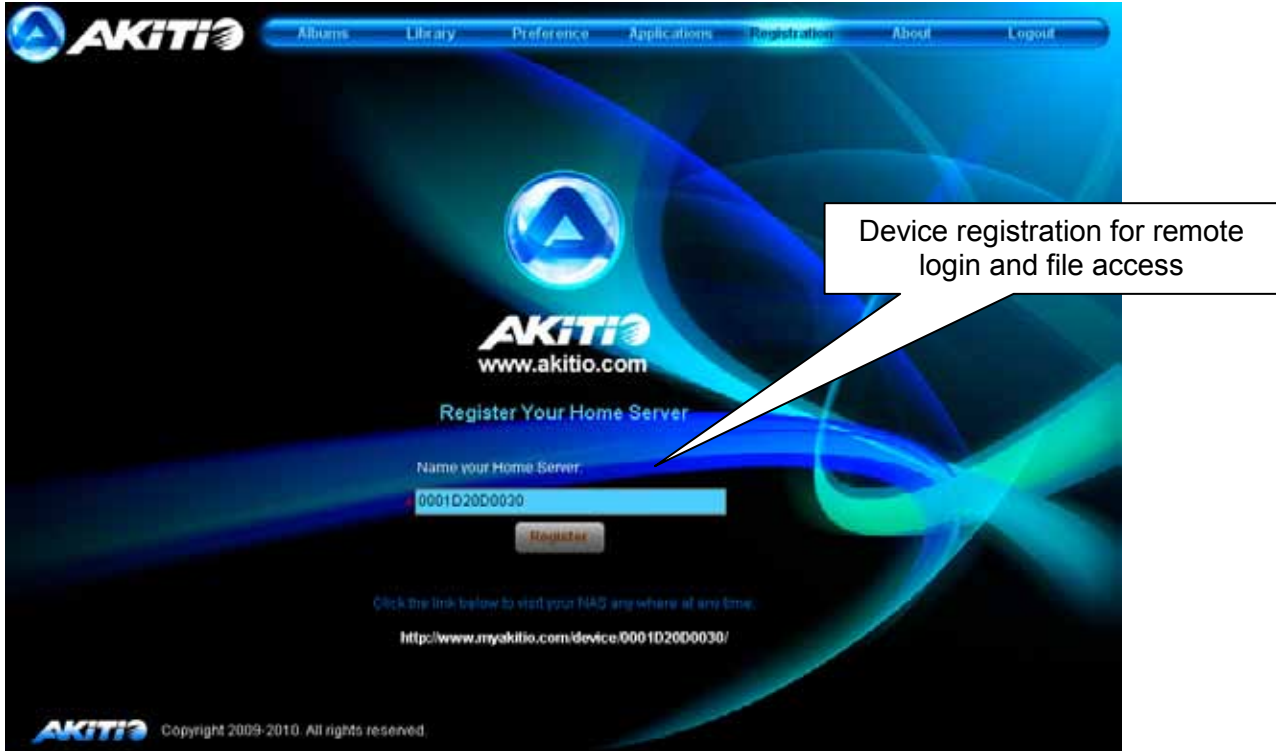 AKiTiO
Albums Library Preference Applications Registration About Logout
Device registration for remote
login and file access
AKiTiO
www.akitio.com
Register Your Home Server
Name your Home Server:
* 0001D20D0030
Register
Click the link below to visit your NAS any where at any time.
http://www.myakitio.com/device/0001D20D0030/
AKiTiO Copyright 2009-2010. All rights reserved.